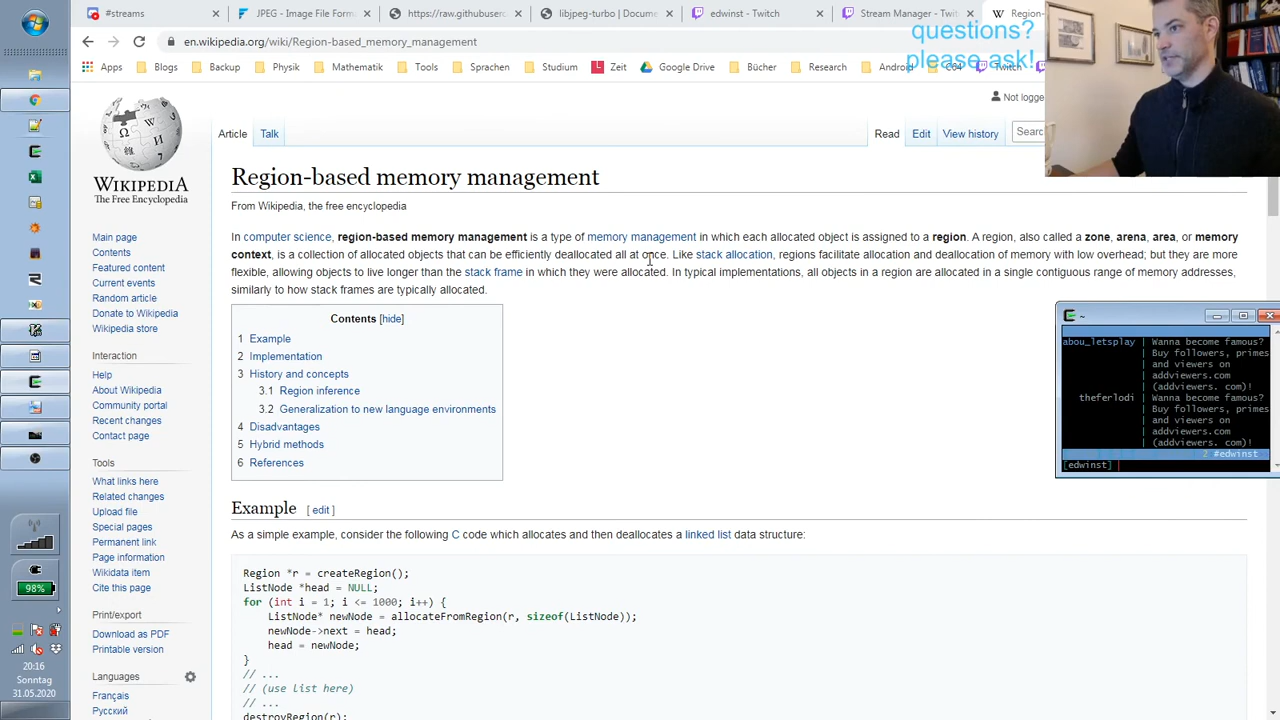 #streams
JPEG - Image File Form
https://raw.githubuserc
libjpeg-turbo | Docume
edwinst - Twitch
Stream Manager - Twit
Region-
en.wikipedia.org/wiki/Region-based_memory_management
questions?
please ask!
Apps
Blogs
Backup
Mathematik
Tools
Sprachen
Studium
Zeit
Google Drive
Bücher
Research
Android
C64
Twitch
Not logge
Article
Talk
Read
Edit
View history
Searc
WIKIPEDIA
The Free Encyclopedia
Region-based memory management
From Wikipedia, the free encyclopedia
In computer science, region-based memory management is a type of memory management in which each allocated object is assigned to a region. A region, also called a zone, arena, area, or memory
context, is a collection of allocated objects that can be efficiently deallocated all at once. Like stack allocation, regions facilitate allocation and deallocation of memory with low overhead; but they are more
flexible, allowing objects to live longer than the stack frame in which they were allocated. In typical implementations, all objects in a region are allocated in a single contiguous range of memory addresses,
similarly to how stack frames are typically allocated.
Contents [hide]
1 Example
2 Implementation
3 History and concepts
3.1 Region inference
3.2 Generalization to new language environments
4 Disadvantages
5 Hybrid methods
6 References
Example [ edit ]
As a simple example, consider the following C code which allocates and then deallocates a linked list data structure:
Region *r = createRegion();
ListNode *head = NULL;
for (int i = 1; i <= 1000; i++) {
ListNode* newNode = allocateFromRegion(r, sizeof(ListNode));
newNode->next = head;
head = newNode;
}
// ...
// (use list here)
// ...
destroyRegion(r);
Main page
Contents
Featured content
Current events
Random article
Donate to Wikipedia
Wikipedia store
Interaction
Help
About Wikipedia
Community portal
Recent changes
Contact page
Tools
What links here
Related changes
Upload file
Special pages
Permanent link
Page information
Wikidata item
Cite this page
Print/export
Download as PDF
Printable version
Languages
Français
Русский
~
abou_letsplay | Wanna become famous?
| Buy followers, primes
| and viewers on
| addviewers.com
| (addviewers. com)!
theferlodi | Wanna become famous?
| Buy followers, primes
| and viewers on
| addviewers.com
| (addviewers. com)!
2 #edwinst
[edwinst]
98%
20:16
Sonntag
31.05.2020